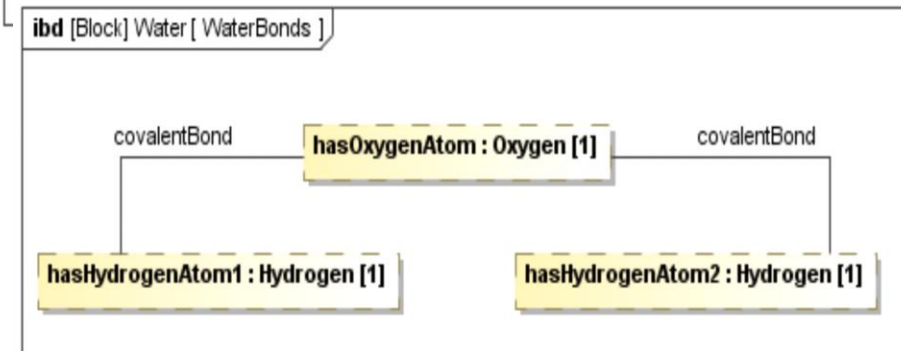 ibd [Block] Water [ WaterBonds ]
covalentBond
hasOxygenAtom : Oxygen [1]
covalentBond
hasHydrogenAtom1 : Hydrogen [1]
hasHydrogenAtom2 : Hydrogen [1]